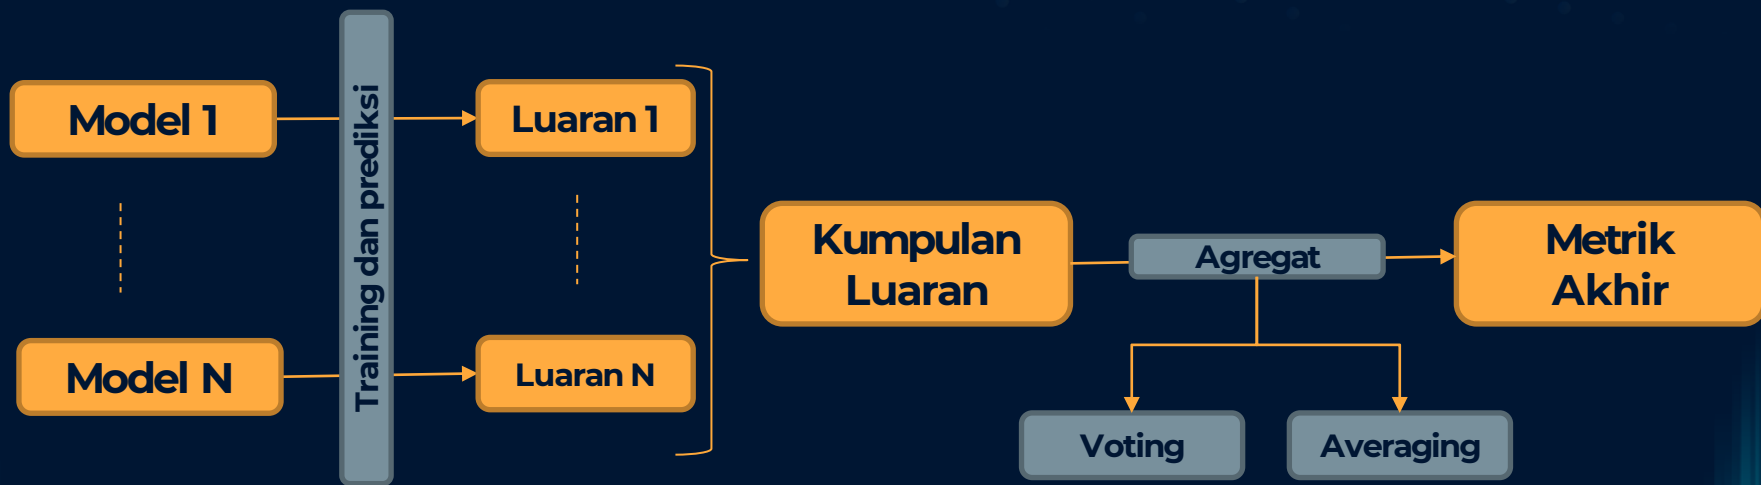 Model 1
Training dan prediksi
Luaran 1
Kumpulan
Luaran
Agregat
Metrik
Akhir
Model N
Luaran N
Voting
Averaging